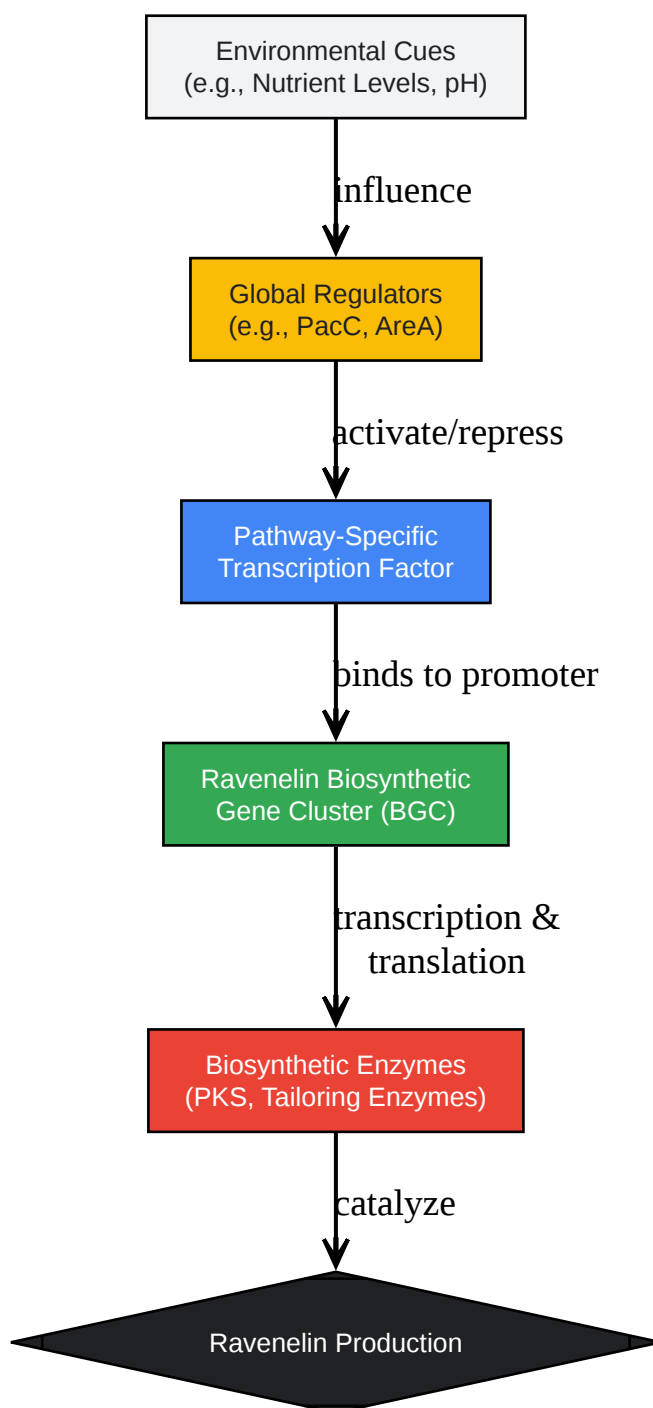 Environmental Cues
(e.g., Nutrient Levels, pH)
influence
Global Regulators
(e.g., PacC, AreA)
activate/repress
Pathway-Specific
Transcription Factor
binds to promoter
Ravenelin Biosynthetic
Gene Cluster (BGC)
transcription &
translation
Biosynthetic Enzymes
(PKS, Tailoring Enzymes)
catalyze
Ravenelin Production